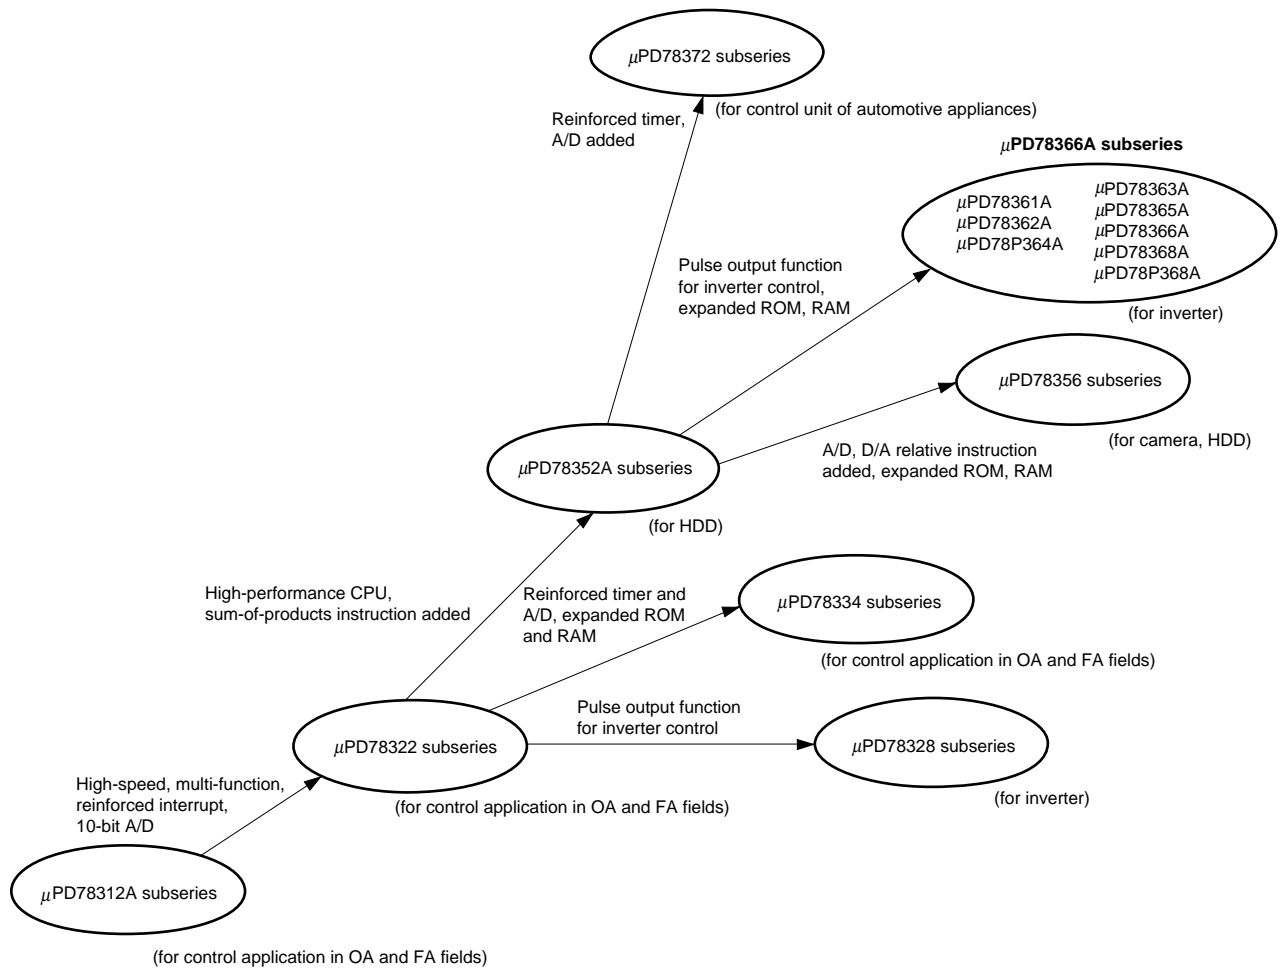 μPD78372 subseries
(for control unit of automotive appliances)
Reinforced timer,
A/D added
μPD78366A subseries
μPD78361A
μPD78362A
μPD78P364A
μPD78363A
μPD78365A
μPD78366A
μPD78368A
μPD78P368A
(for inverter)
Pulse output function
for inverter control,
expanded ROM, RAM
μPD78356 subseries
(for camera, HDD)
A/D, D/A relative instruction
added, expanded ROM, RAM
μPD78352A subseries
(for HDD)
High-performance CPU,
sum-of-products instruction added
Reinforced timer and
A/D, expanded ROM
and RAM
μPD78334 subseries
(for control application in OA and FA fields)
Pulse output function
for inverter control
μPD78328 subseries
(for inverter)
μPD78322 subseries
(for control application in OA and FA fields)
High-speed, multi-function,
reinforced interrupt,
10-bit A/D
μPD78312A subseries
(for control application in OA and FA fields)